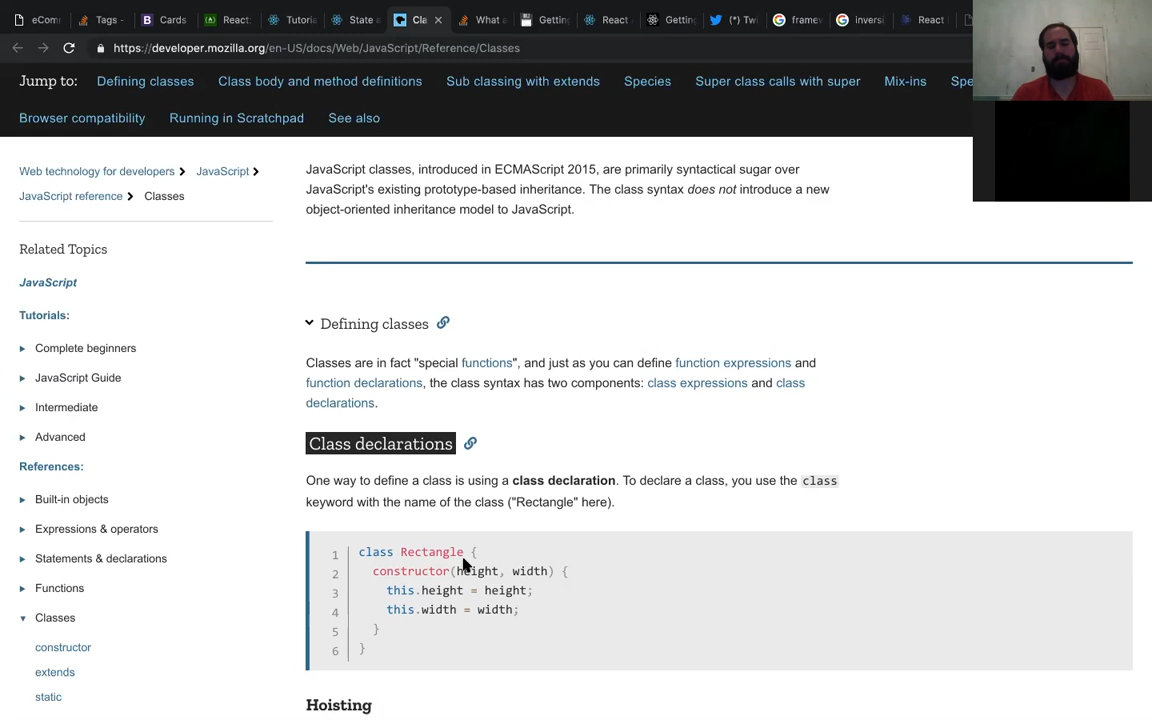 eComm
Tags -
Cards
React:
Tutoria
State a
Cla
What a
Getting
React
Getting
(*) Tw
framew
inversi
React
https://developer.mozilla.org/en-US/docs/Web/JavaScript/Reference/Classes
Jump to: Defining classes Class body and method definitions Sub classing with extends Species Super class calls with super Mix-ins Spe
Browser compatibility Running in Scratchpad See also
Web technology for developers JavaScript
JavaScript reference Classes
Related Topics
JavaScript
Tutorials:
Complete beginners
JavaScript Guide
Intermediate
Advanced
References:
Built-in objects
Expressions & operators
Statements & declarations
Functions
Classes
constructor
extends
static
JavaScript classes, introduced in ECMAScript 2015, are primarily syntactical sugar over
JavaScript's existing prototype-based inheritance. The class syntax does not introduce a new
object-oriented inheritance model to JavaScript.
Defining classes
Classes are in fact "special functions", and just as you can define function expressions and
function declarations, the class syntax has two components: class expressions and class
declarations.
Class declarations
One way to define a class is using a class declaration. To declare a class, you use the class
keyword with the name of the class ("Rectangle" here).
1 class Rectangle {
2 constructor(height, width) {
3 this.height = height;
4 this.width = width;
5 }
6 }
Hoisting